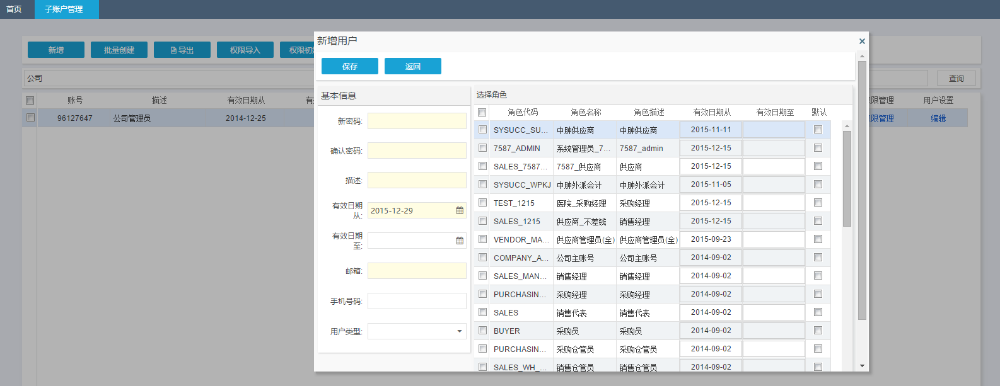 首页 子账户管理
新增 批量创建 导出 权限导入
公司 查询
账号 描述 有效日期从 用户设置
96127647 公司管理员 2014-12-25 编辑
新增用户
保存 返回
基本信息
新密码:
确认密码:
描述:
有效日期从: 2015-12-29
有效日期至:
邮箱:
手机号码:
用户类型:
选择角色
角色代码 角色名称 角色描述 有效日期从 有效日期至 默认
SYSUCC_SU... 中肿供应商 中肿供应商 2015-11-11
7587_ADMIN 系统管理员_7... 7587_admin 2015-12-15
SALES_7587... 7587_供应商 供应商 2015-12-15
SYSUCC_WPKJ 中肿外派会计 中肿外派会计 2015-11-05
TEST_1215 医院_采购经理 采购经理 2015-12-15
SALES_1215 供应商_不差钱 销售经理 2015-12-15
VENDOR_MA... 供应商管理员(全) 供应商管理员(全) 2015-09-23
COMPANY_A... 公司主账号 公司主账号 2014-09-02
SALES_MAN... 销售经理 销售经理 2014-09-02
PURCHASIN... 采购经理 采购经理 2014-09-02
SALES 销售代表 销售代表 2014-09-02
BUYER 采购员 采购员 2014-09-02
PURCHASIN... 采购仓管员 采购仓管员 2014-09-02
SALES_WH_... 销售仓管员 销售仓管员 2014-09-02